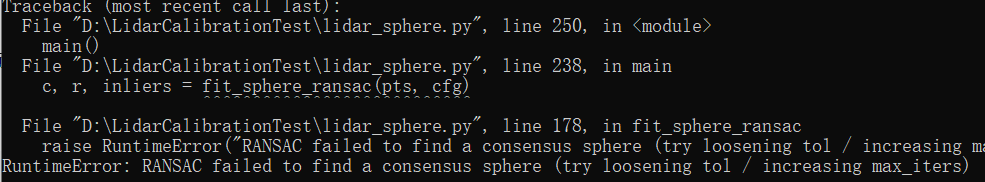 Traceback (most recent call last):
  File "D:\LidarCalibrationTest\lidar_sphere.py", line 250, in <module>
    main()
  File "D:\LidarCalibrationTest\lidar_sphere.py", line 238, in main
    c, r, inliers = fit_sphere_ransac(pts, cfg)
  File "D:\LidarCalibrationTest\lidar_sphere.py", line 178, in fit_sphere_ransac
    raise RuntimeError("RANSAC failed to find a consensus sphere (try loosening tol / increasing ma
RuntimeError: RANSAC failed to find a consensus sphere (try loosening tol / increasing max_iters)